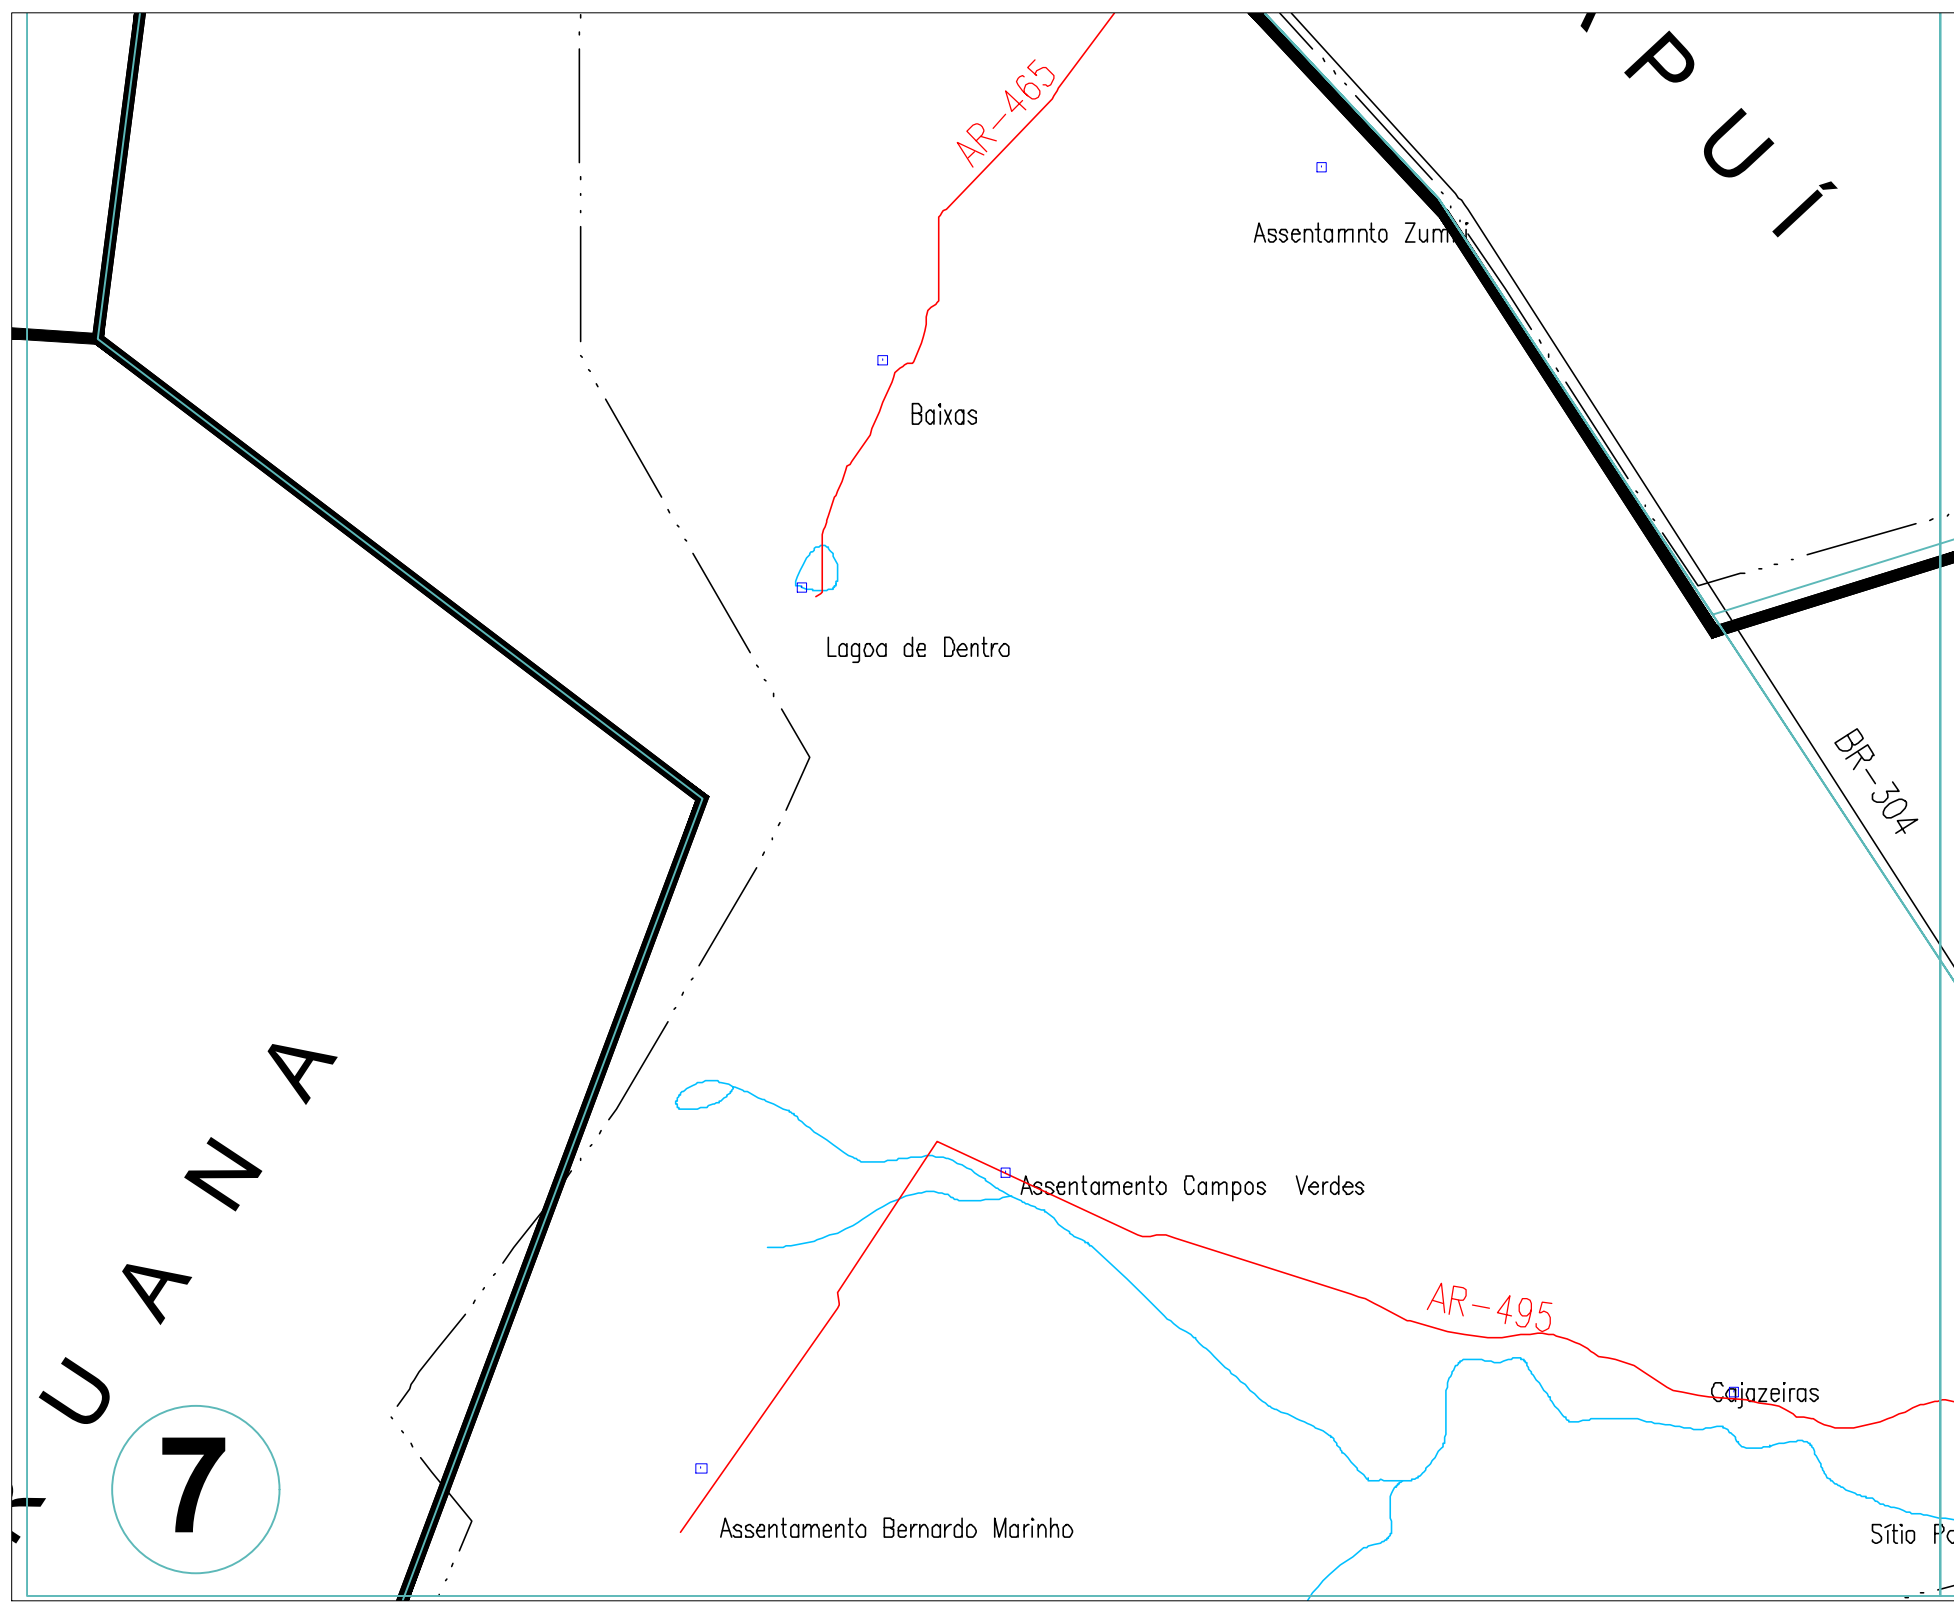 P U Í
AR-465
Assentamnto Zum
Baixas
Lagoa de Dentro
BR-304
U A N A
Assentamento Campos Verdes
AR-495
Cajazeiras
7
Assentamento Bernardo Marinho
Sítio